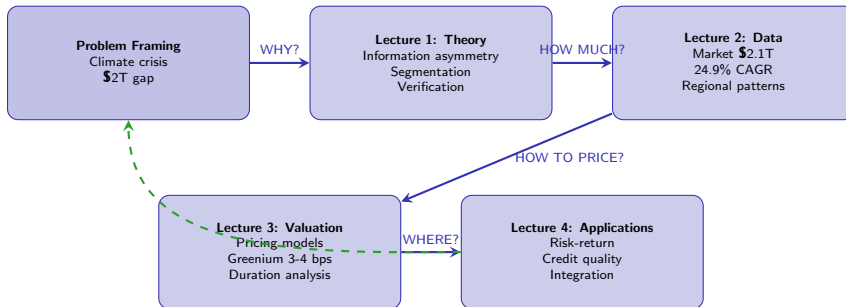 Problem Framing
Climate crisis
$2T gap
WHY?
Lecture 1: Theory
Information asymmetry
Segmentation
Verification
HOW MUCH?
Lecture 2: Data
Market $2.1T
24.9% CAGR
Regional patterns
HOW TO PRICE?
Lecture 3: Valuation
Pricing models
Greenium 3-4 bps
Duration analysis
WHERE?
Lecture 4: Applications
Risk-return
Credit quality
Integration